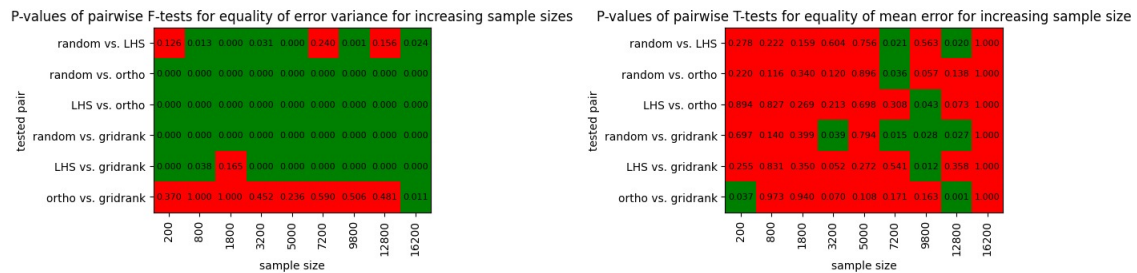 P-values of pairwise F-tests for equality of error variance for increasing sample sizes
random vs. LHS 0.126 0.013 0.000 0.031 0.000 0.240 0.001 0.156 0.024
random vs. ortho 0.000 0.000 0.000 0.000 0.000 0.000 0.000 0.000 0.000
LHS vs. ortho 0.000 0.000 0.000 0.000 0.000 0.000 0.000 0.000 0.000
random vs. gridrank 0.000 0.000 0.000 0.000 0.000 0.000 0.000 0.000 0.000
LHS vs. gridrank 0.000 0.038 0.165 0.000 0.000 0.000 0.000 0.000 0.000
ortho vs. gridrank 0.370 1.000 1.000 0.452 0.236 0.590 0.506 0.481 0.011
tested pair
200 800 1800 3200 5000 7200 9800 12800 16200
sample size
P-values of pairwise T-tests for equality of mean error for increasing sample size
random vs. LHS 0.278 0.222 0.159 0.604 0.756 0.021 0.563 0.020 1.000
random vs. ortho 0.220 0.116 0.340 0.120 0.896 0.036 0.057 0.138 1.000
LHS vs. ortho 0.894 0.827 0.269 0.213 0.698 0.308 0.043 0.073 1.000
random vs. gridrank 0.697 0.140 0.399 0.039 0.794 0.015 0.028 0.027 1.000
LHS vs. gridrank 0.255 0.831 0.350 0.052 0.272 0.541 0.012 0.358 1.000
ortho vs. gridrank 0.037 0.973 0.940 0.070 0.108 0.171 0.163 0.001 1.000
tested pair
200 800 1800 3200 5000 7200 9800 12800 16200
sample size